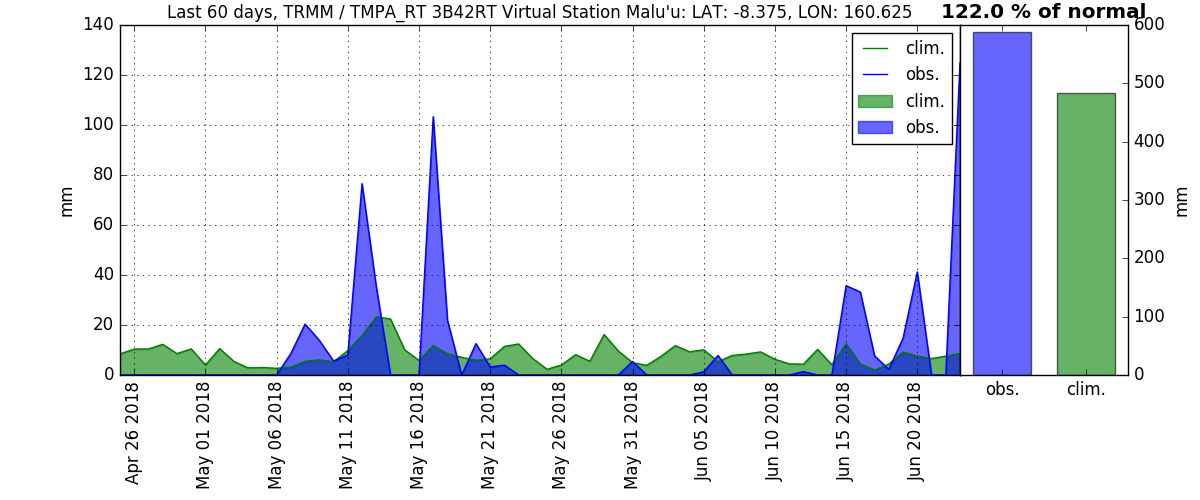 Last 60 days, TRMM / TMPA_RT 3B42RT Virtual Station Malu'u: LAT: -8.375, LON: 160.625
122.0 % of normal
140
120
100
80
60
40
20
0
mm
clim.
obs.
clim.
obs.
600
500
400
300
200
100
0
mm
Apr 26 2018
May 01 2018
May 06 2018
May 11 2018
May 16 2018
May 21 2018
May 26 2018
May 31 2018
Jun 05 2018
Jun 10 2018
Jun 15 2018
Jun 20 2018
obs.
clim.